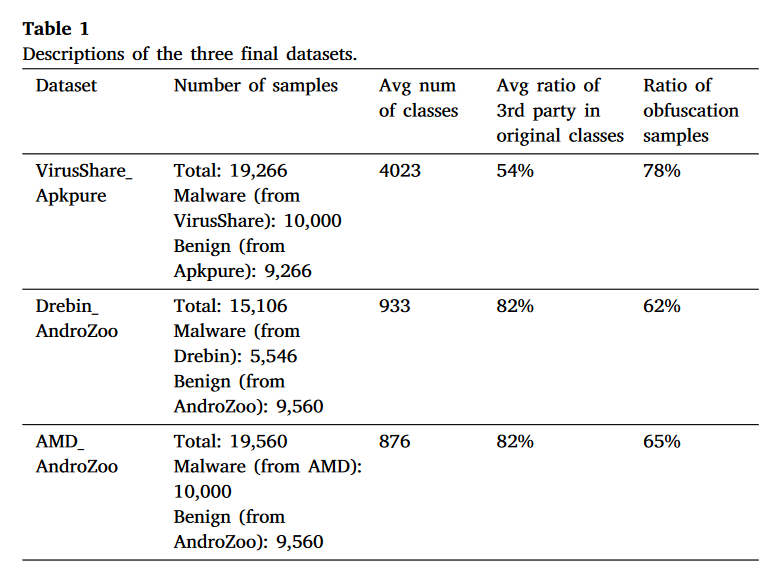 Table 1
Descriptions of the three final datasets.
Dataset Number of samples Avg num Avg ratio of Ratio of
of classes 3rd party in obfuscation
original classes samples
VirusShare_ Total: 19,266 4023 54% 78%
Apkpure Malware (from
VirusShare): 10,000
Benign (from
Apkpure): 9,266
Drebin_ Total: 15,106 933 82% 62%
AndroZoo Malware (from
Drebin): 5,546
Benign (from
AndroZoo): 9,560
AMD_ Total: 19,560 876 82% 65%
AndroZoo Malware (from AMD):
10,000
Benign (from
AndroZoo): 9,560